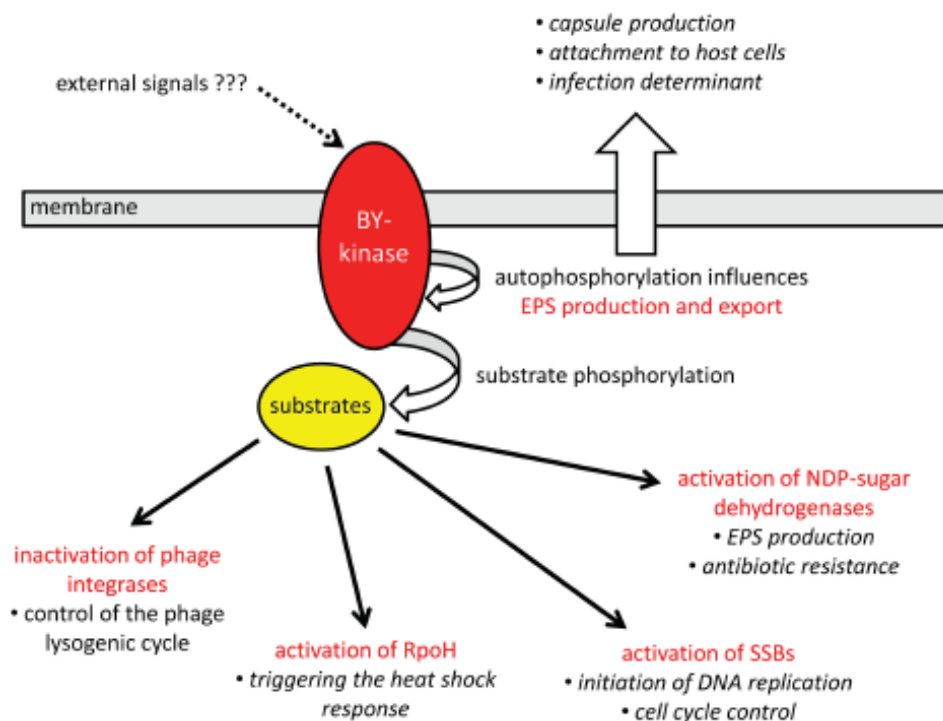 • capsule production
• attachment to host cells
• infection determinant
external signals ???
membrane
BY-
kinase
autophosphorylation influences
EPS production and export
substrate phosphorylation
substrates
activation of NDP-sugar
dehydrogenases
• EPS production
• antibiotic resistance
inactivation of phage
integrases
• control of the phage
lysogenic cycle
activation of RpoH
• triggering the heat shock
response
activation of SSBs
• initiation of DNA replication
• cell cycle control